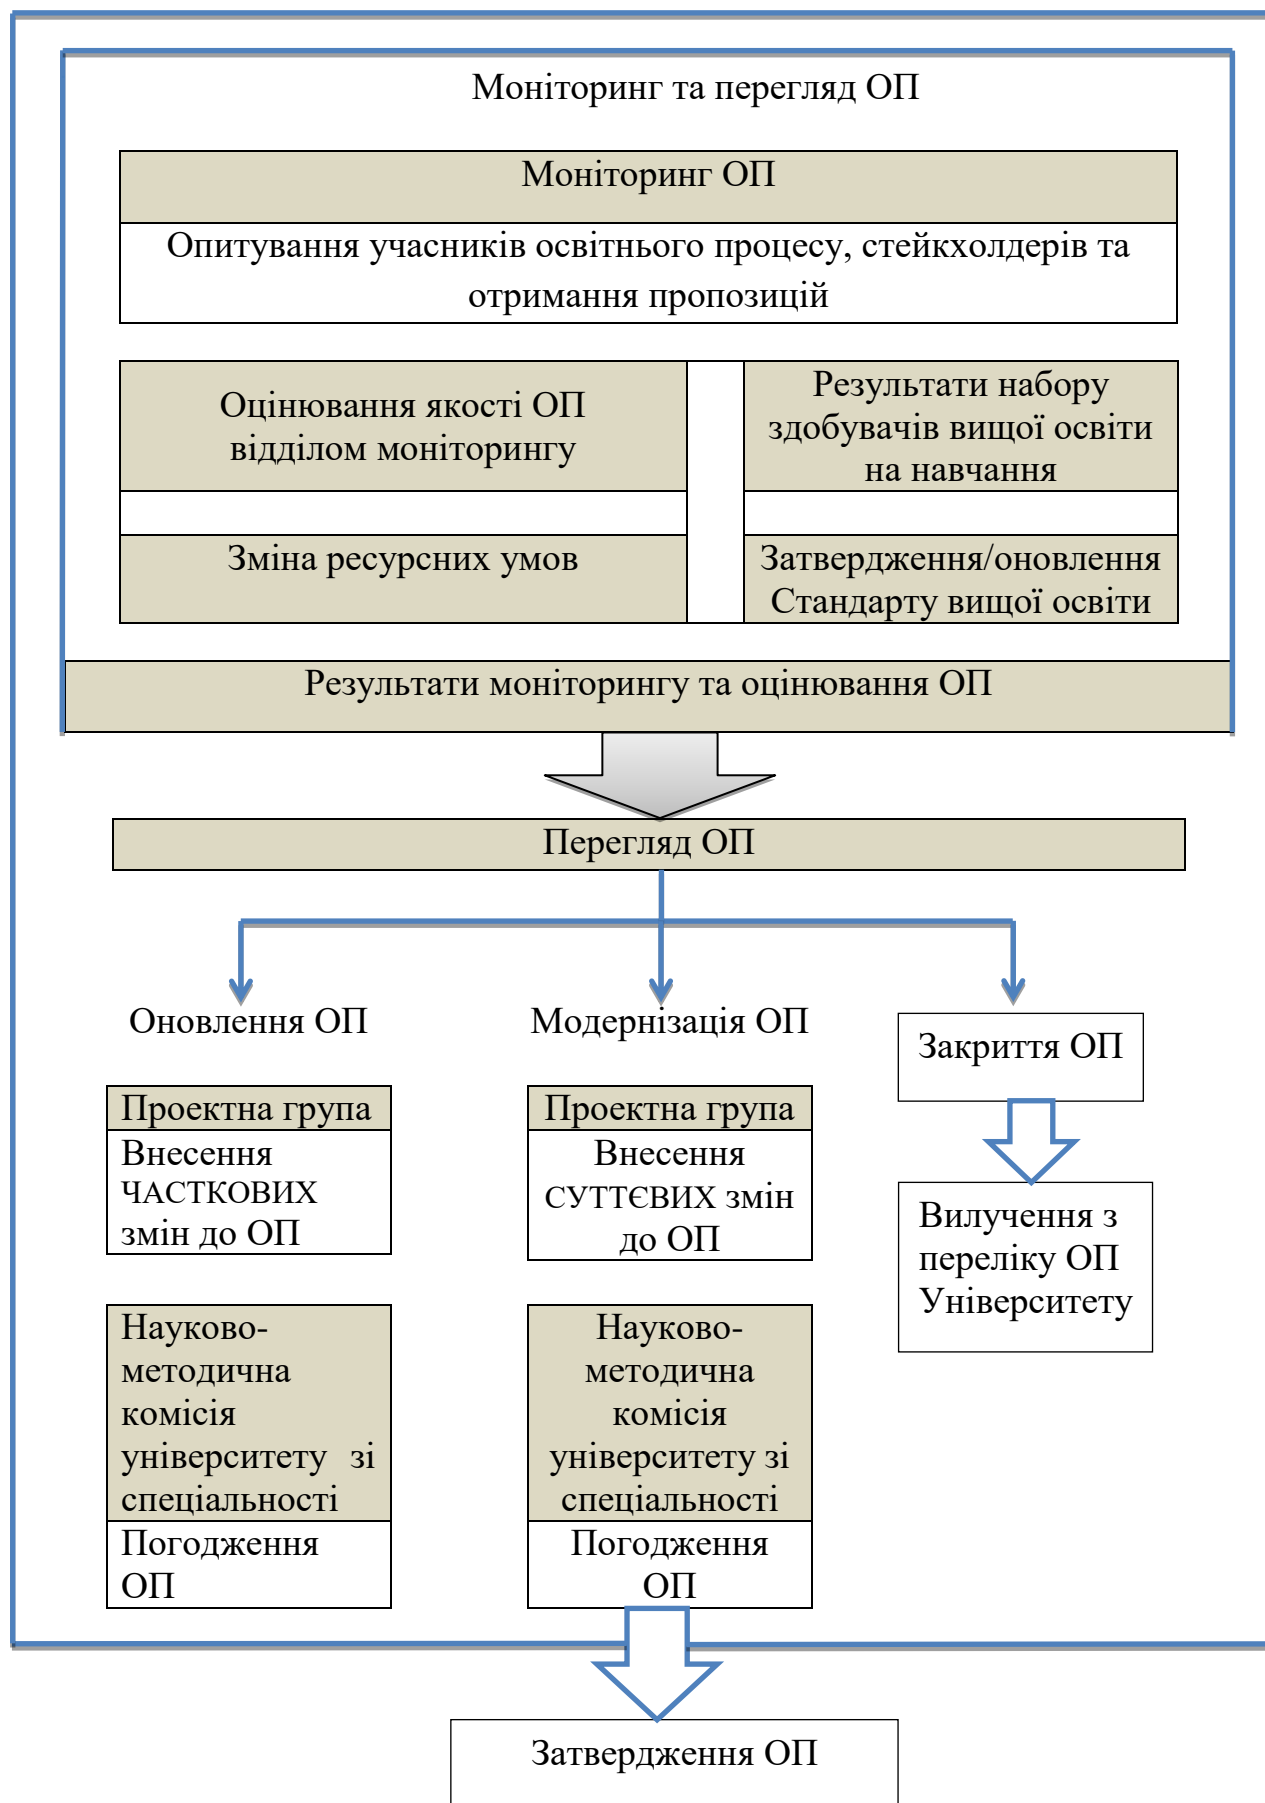 Моніторинг та перегляд ОП
Моніторинг ОП
Опитування учасників освітнього процесу, стейкхолдерів та
отримання пропозицій
Оцінювання якості ОП
відділом моніторингу
Результати набору
здобувачів вищої освіти
на навчання
Зміна ресурсних умов
Затвердження/оновлення
Стандарту вищої освіти
Результати моніторингу та оцінювання ОП
Перегляд ОП
Оновлення ОП
Модернізація ОП
Закриття ОП
Проектна група
Внесення
ЧАСТКОВИХ
змін до ОП
Проектна група
Внесення
СУТТЄВИХ змін
до ОП
Вилучення з
переліку ОП
Університету
Науково-
методична
комісія
університету зі
спеціальності
Погодження
ОП
Науково-
методична
комісія
університету зі
спеціальності
Погодження
ОП
Затвердження ОП